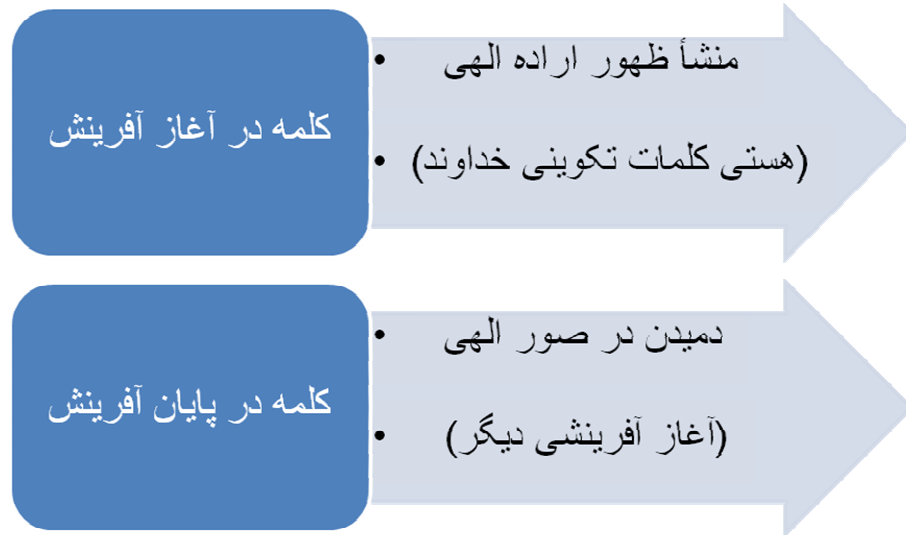 کلمه در آغاز آفرینش
• منشأ ظهور اراده الهی
• (هستی کلمات تکوینی خداوند)
کلمه در پایان آفرینش
• دمیدن در صور الهی
• (آغاز آفرینشی دیگر)